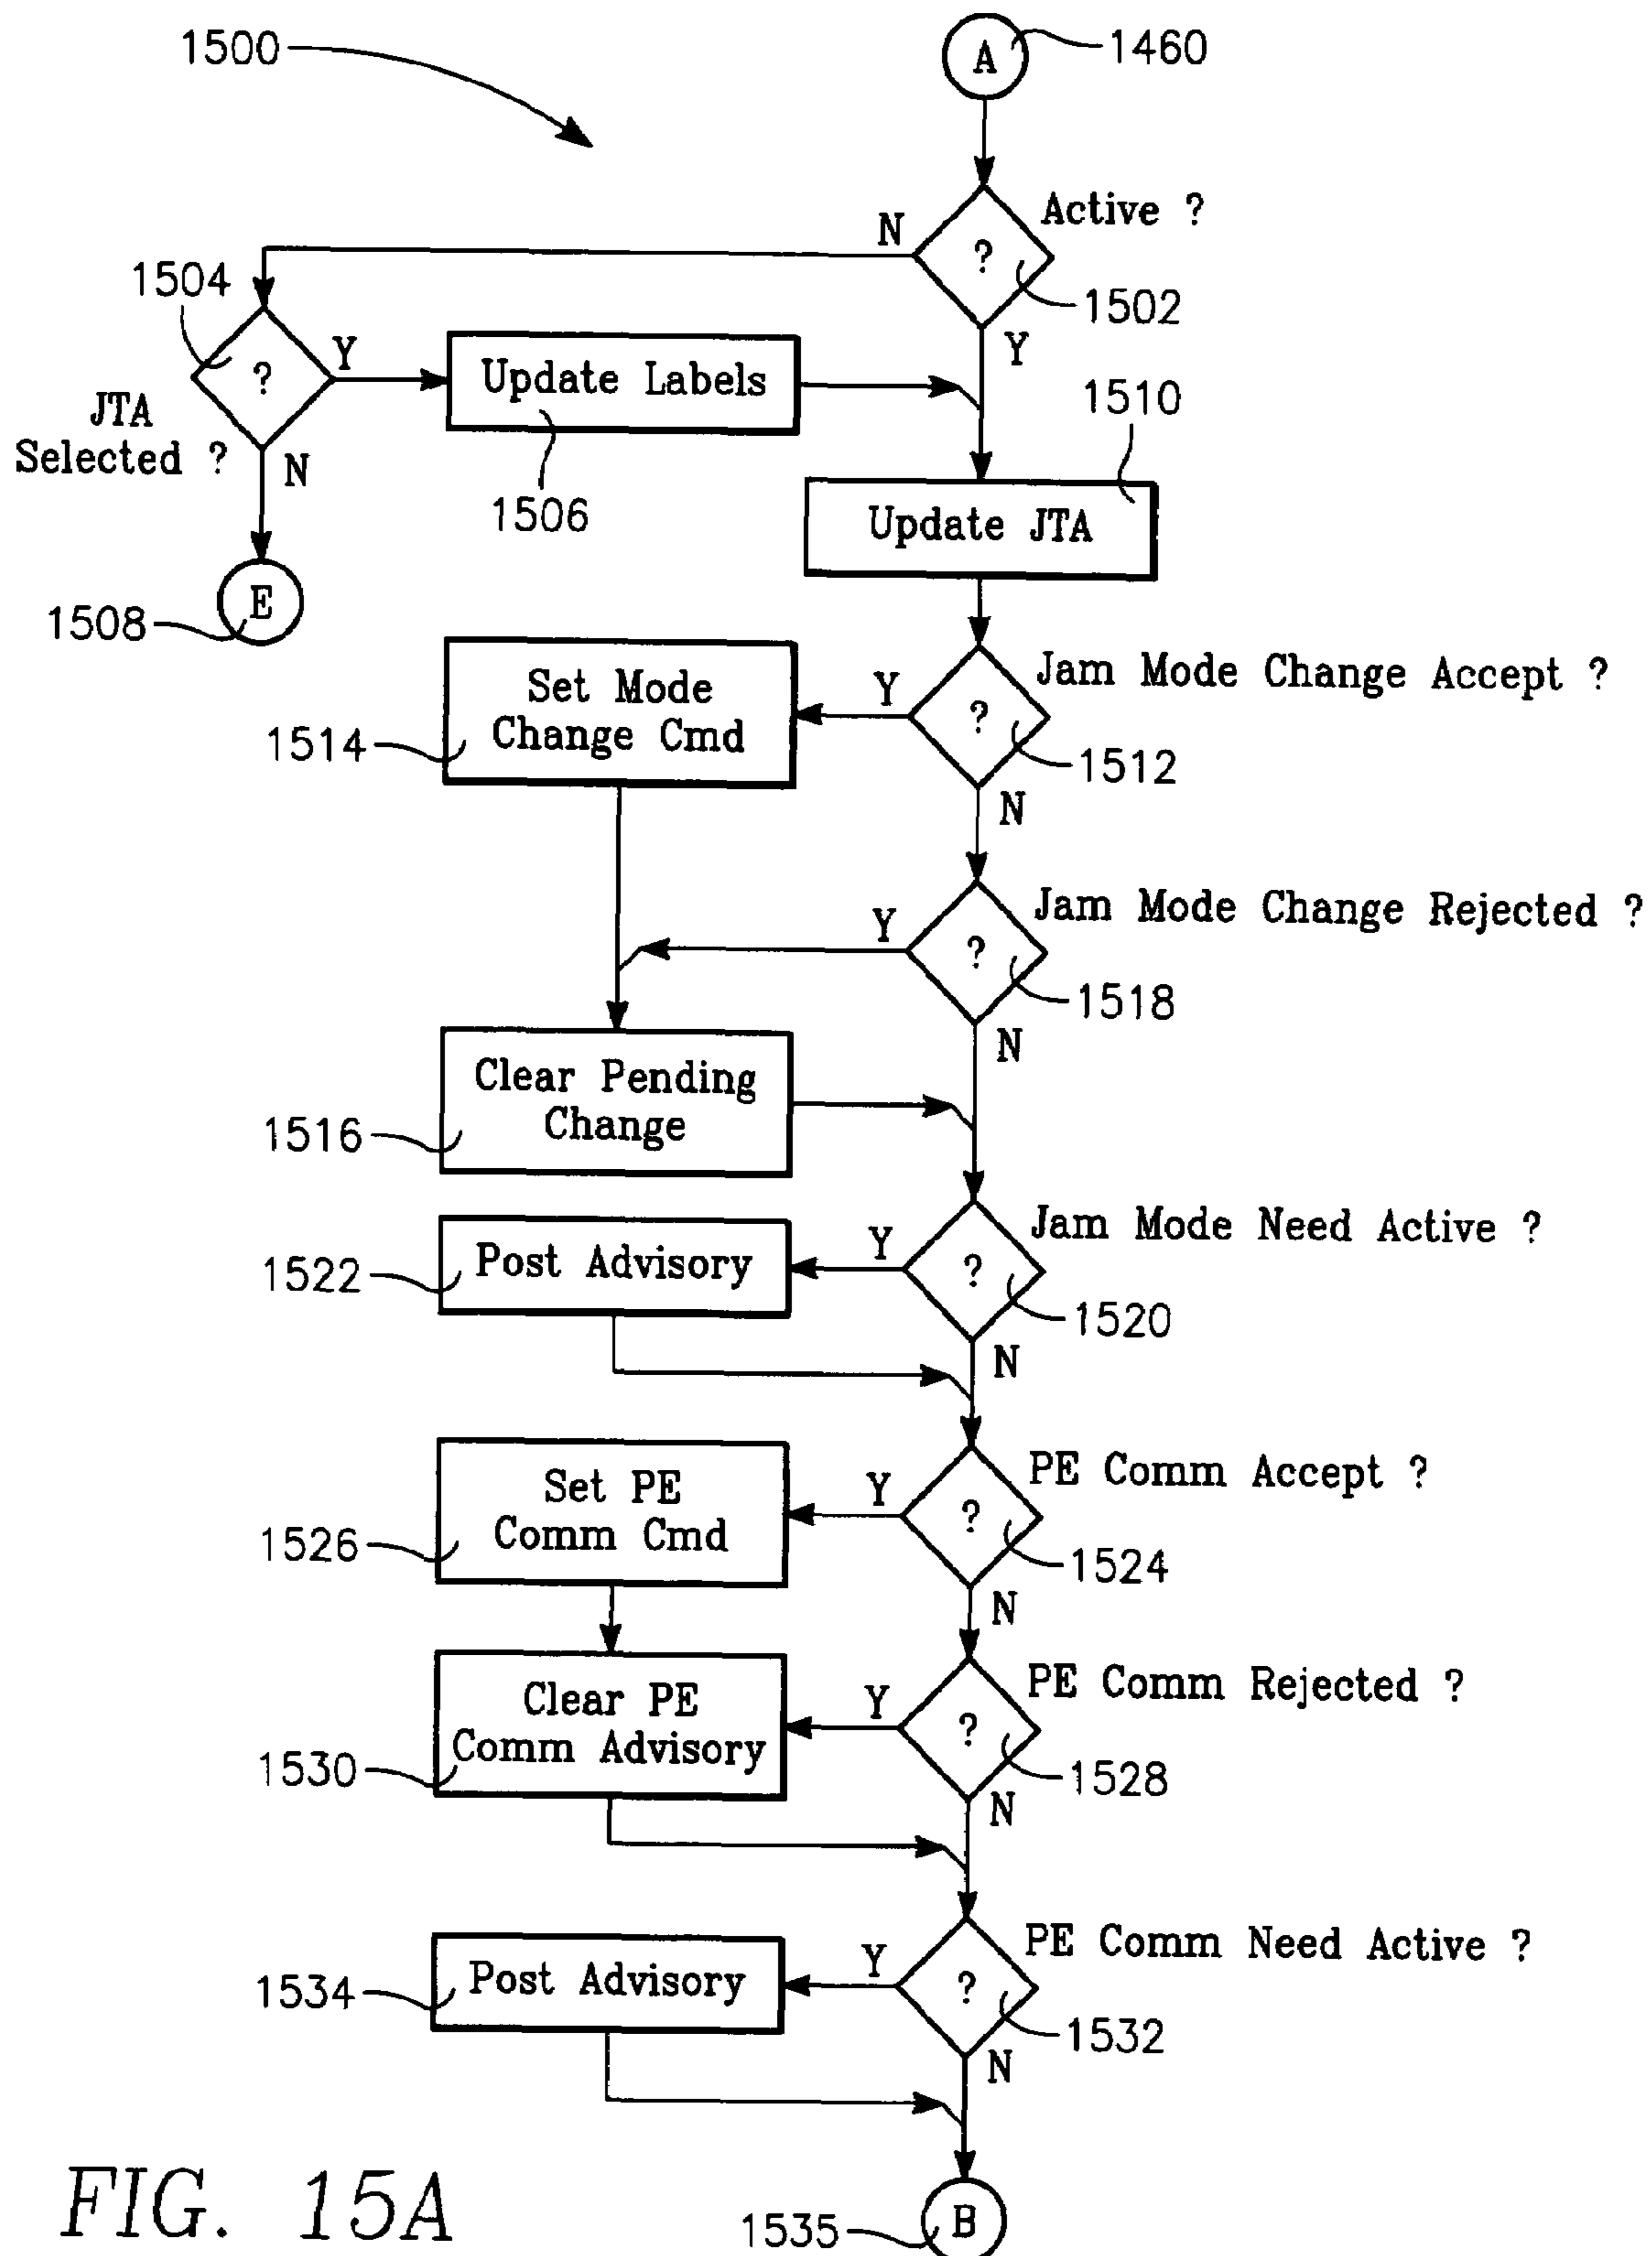 1500
A
1460
Active ?
N
?
1502
Y
1504
?
Y
JTA
Selected ?
N
Update Labels
1506
1510
Update JTA
E
1508
Jam Mode Change Accept ?
Y
?
1512
N
Set Mode
Change Cmd
1514
Jam Mode Change Rejected ?
Y
?
1518
N
Clear Pending
Change
1516
Jam Mode Need Active ?
Y
?
1520
N
Post Advisory
1522
PE Comm Accept ?
Y
?
1524
N
Set PE
Comm Cmd
1526
PE Comm Rejected ?
Y
?
1528
N
Clear PE
Comm Advisory
1530
PE Comm Need Active ?
Y
?
1532
N
Post Advisory
1534
B
1535
FIG. 15A